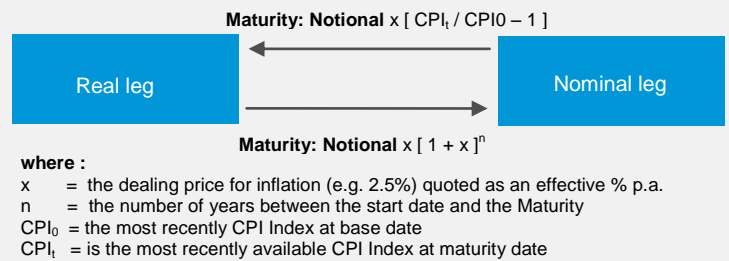 Maturity: Notional x [ CPIt / CPI0 – 1 ]
Real leg
Nominal leg
Maturity: Notional x [ 1 + x ]n
where :
x = the dealing price for inflation (e.g. 2.5%) quoted as an effective % p.a.
n = the number of years between the start date and the Maturity
CPI0 = the most recently CPI Index at base date
CPIt = is the most recently available CPI Index at maturity date